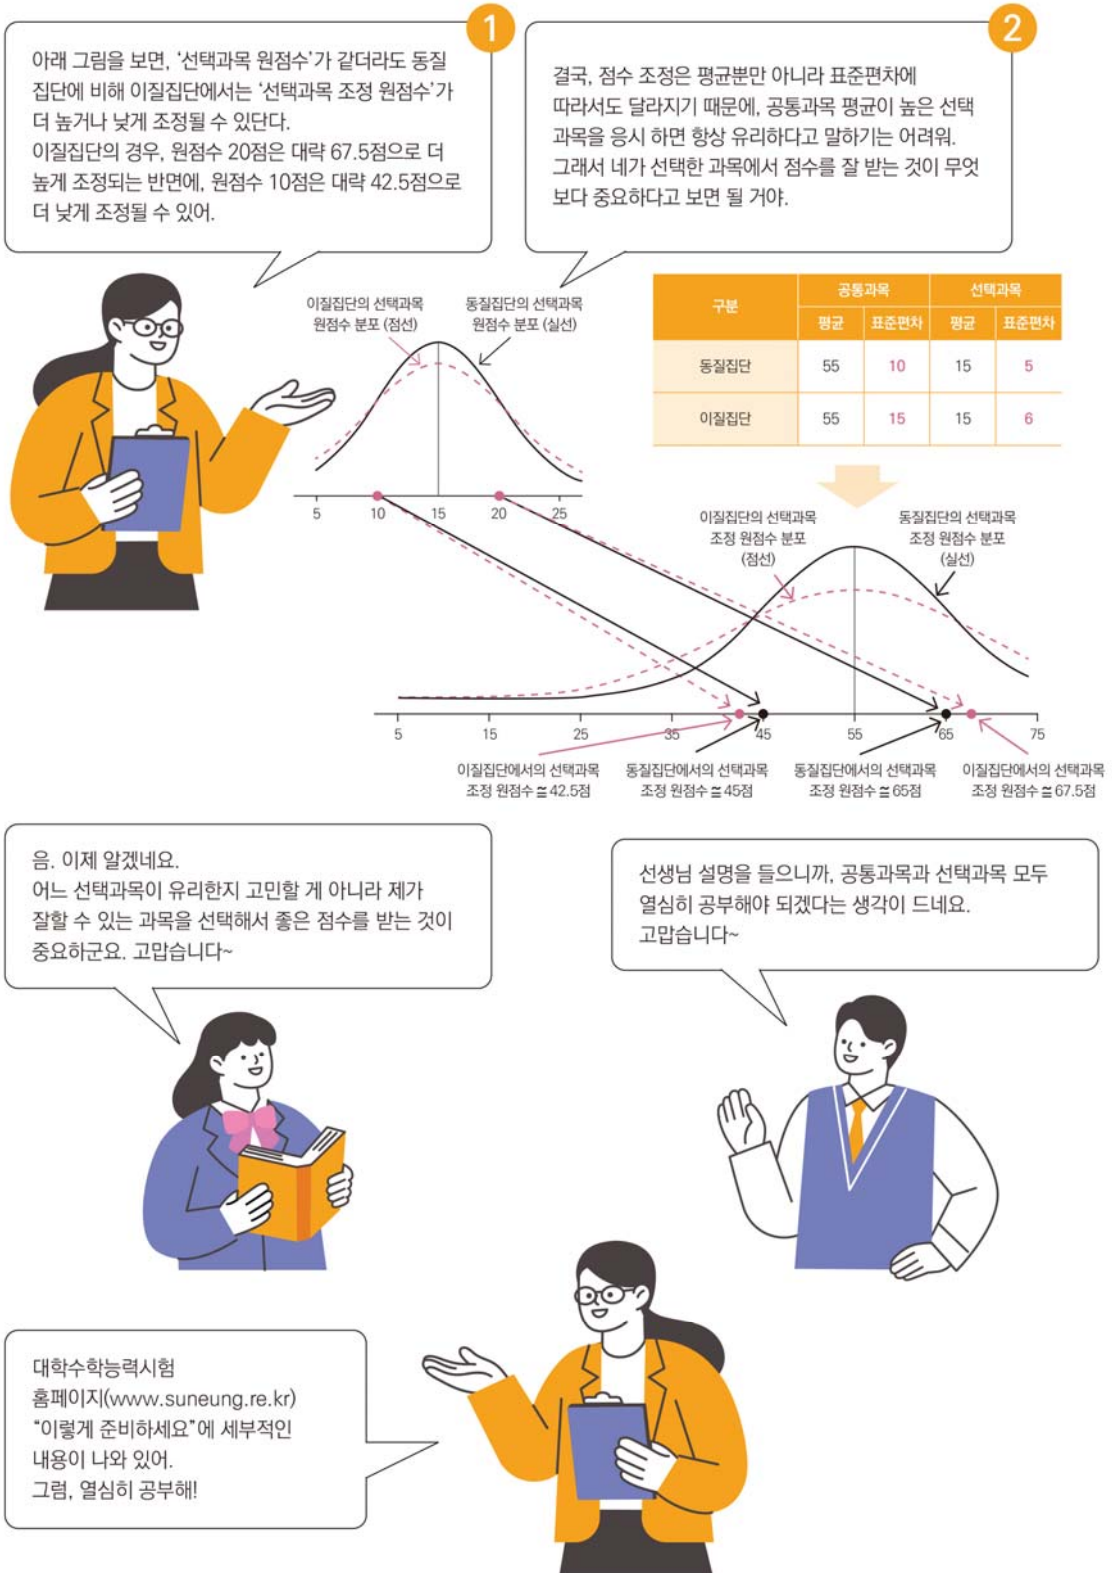 1
아래 그림을 보면, ‘선택과목 원점수’가 같더라도 동질
집단에 비해 이질집단에서는 ‘선택과목 조정 원점수’가
더 높거나 낮게 조정될 수 있단다.
이질집단의 경우, 원점수 20점은 대략 67.5점으로 더
높게 조정되는 반면에, 원점수 10점은 대략 42.5점으로
더 낮게 조정될 수 있어.
2
결국, 점수 조정은 평균뿐만 아니라 표준편차에
따라서도 달라지기 때문에, 공통과목 평균이 높은 선택
과목을 응시 하면 항상 유리하다고 말하기는 어려워.
그래서 네가 선택한 과목에서 점수를 잘 받는 것이 무엇
보다 중요하다고 보면 될 거야.
이질집단의 선택과목
원점수 분포 (점선)
동질집단의 선택과목
원점수 분포 (실선)
5 10 15 20 25
구분 공통과목 선택과목
평균 표준편차 평균 표준편차
동질집단 55 10 15 5
이질집단 55 15 15 6
이질집단의 선택과목
조정 원점수 분포
(점선)
동질집단의 선택과목
조정 원점수 분포
(실선)
5 15 25 35 45 55 65 75
이질집단에서의 선택과목
조정 원점수 ≅ 42.5점
동질집단에서의 선택과목
조정 원점수 ≅ 45점
동질집단에서의 선택과목
조정 원점수 ≅ 65점
이질집단에서의 선택과목
조정 원점수 ≅ 67.5점
음. 이제 알겠네요.
어느 선택과목이 유리한지 고민할 게 아니라 제가
잘할 수 있는 과목을 선택해서 좋은 점수를 받는 것이
중요하군요. 고맙습니다~
선생님 설명을 들으니까, 공통과목과 선택과목 모두
열심히 공부해야 되겠다는 생각이 드네요.
고맙습니다~
대학수학능력시험
홈페이지(www.suneung.re.kr)
“이렇게 준비하세요”에 세부적인
내용이 나와 있어.
그럼, 열심히 공부해!